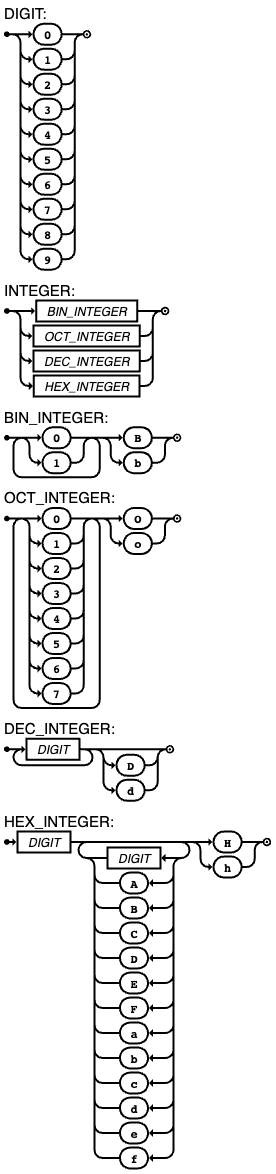 DIGIT:
0
1
2
3
4
5
6
7
8
9
INTEGER:
BIN_INTEGER
OCT_INTEGER
DEC_INTEGER
HEX_INTEGER
BIN_INTEGER:
0 B
1 b
OCT_INTEGER:
0 O
1 o
2
3
4
5
6
7
DEC_INTEGER:
DIGIT
D
d
HEX_INTEGER:
DIGIT H
DIGIT h
A
B
C
D
E
F
a
b
c
d
e
f